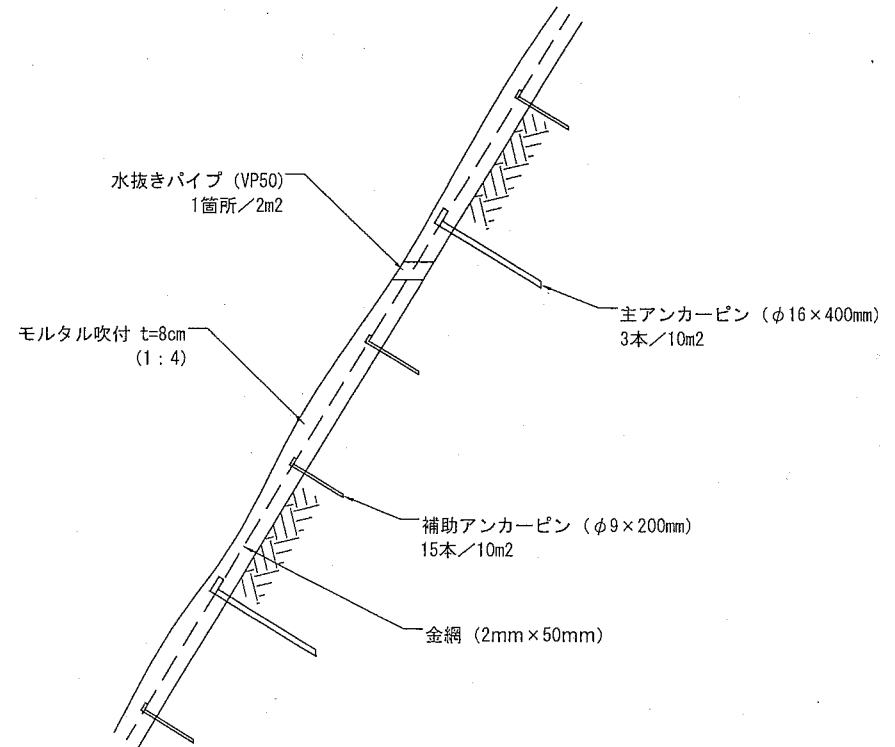 水抜きパイプ (VP50)
1箇所／2m2
主アンカーピン (φ16×400mm)
3本／10m2
モルタル吹付 t=8cm
(1：4)
補助アンカーピン (φ9×200mm)
15本／10m2
金網 (2mm×50mm)